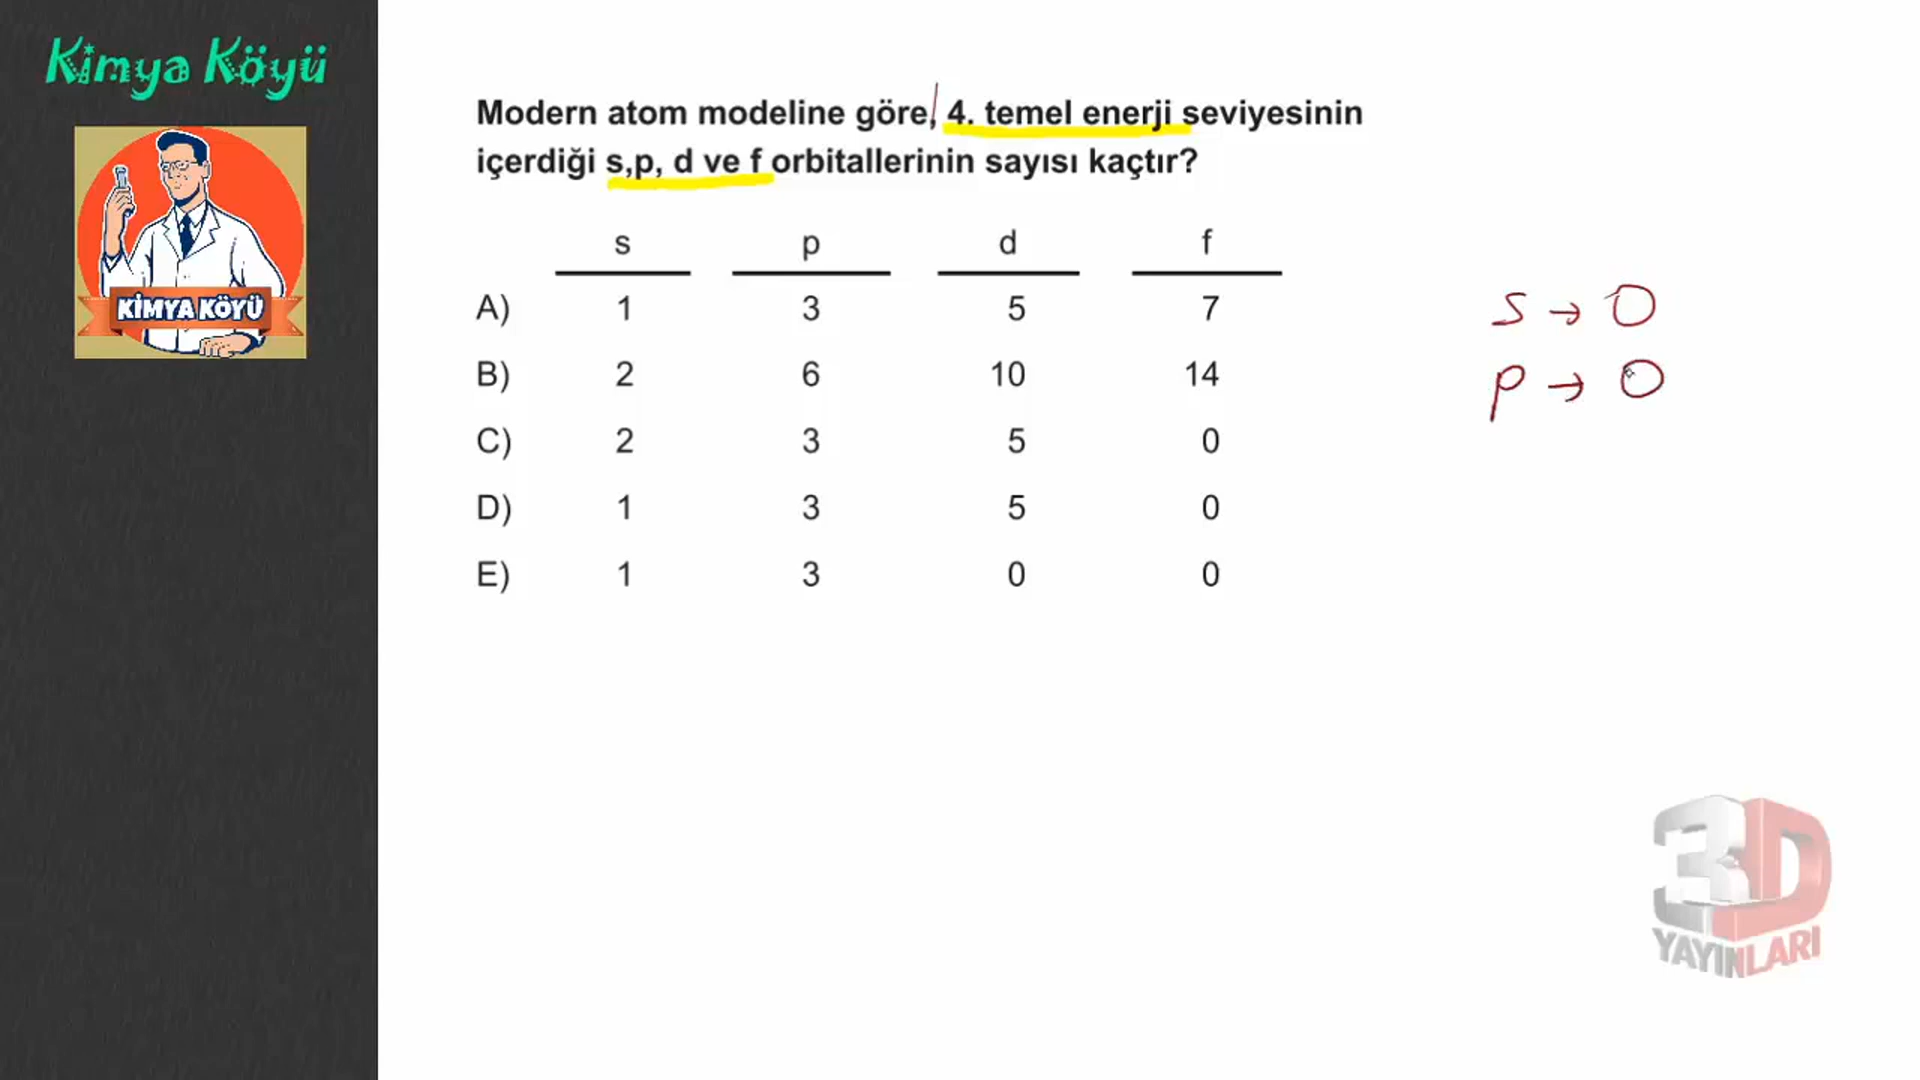 Kimya Köyü
KİMYA KÖYÜ
Modern atom modeline göre, 4. temel enerji seviyesinin
içerdiği s,p, d ve f orbitallerinin sayısı kaçtır?
s p d f
A) 1 3 5 7
B) 2 6 10 14
C) 2 3 5 0
D) 1 3 5 0
E) 1 3 0 0
s → O
p → O
3D
YAYINLARI